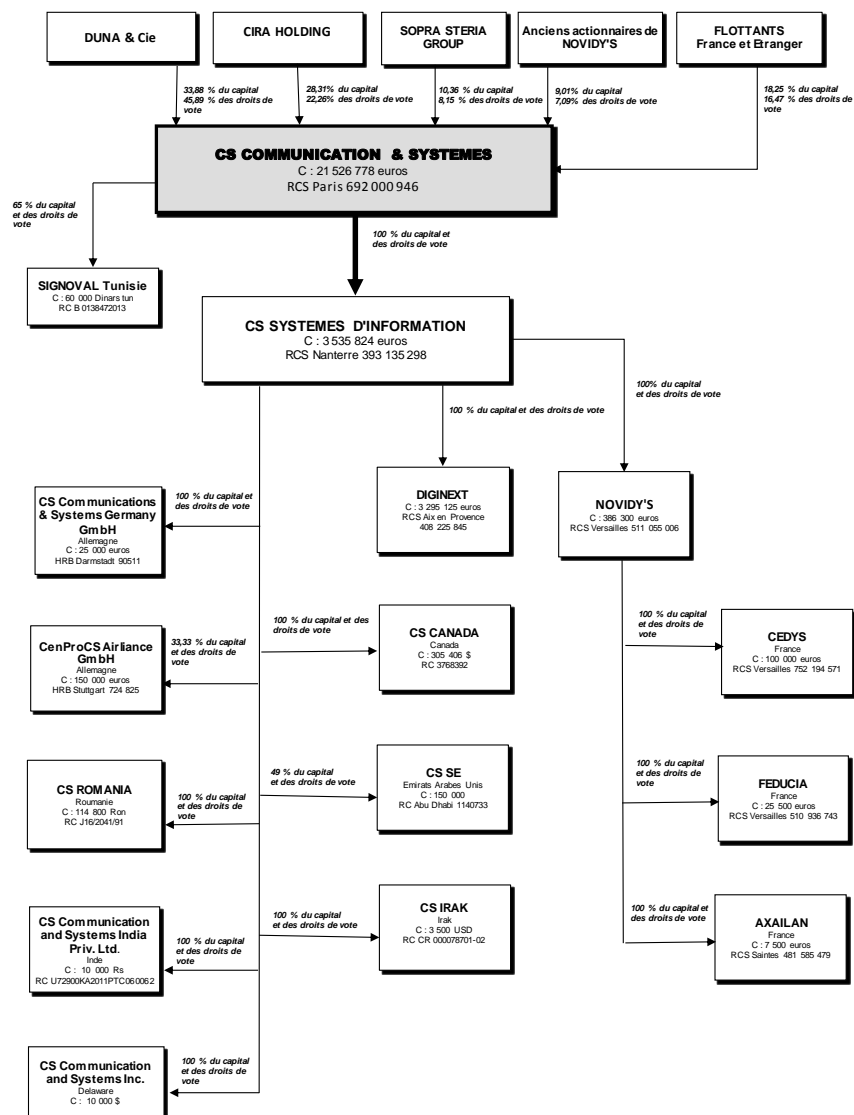 DUNA & Cie
CIRA HOLDING
SOPRA STERIA
GROUP
Anciens actionnaires de
NOVIDY'S
FLOTTANTS
France et Etranger
33,88 % du capital
45,89 % des droits de
vote
28,31% du capital
22,26% des droits de vote
10,36 % du capital
8,15 % des droits de vote
9,01% du capital
7,09% des droits de vote
18,25 % du capital
16,47 % des droits de
vote
CS COMMUNICATION & SYSTEMES
C : 21 526 778 euros
RCS Paris 692 000 946
65 % du capital
et des droits de
vote
100 % du capital et
des droits de vote
SIGNOVAL Tunisie
C : 60 000 Dinars tun
RC B 0138472013
CS SYSTEMES D'INFORMATION
C : 3 535 824 euros
RCS Nanterre 393 135 298
100% du capital
et des droits de vote
100 % du capital et des droits de vote
100 % du capital et
des droits de vote
CS Communications
& Systems Germany
GmbH
Allemagne
C : 25 000 euros
HRB Darmstadt 90511
DIGINEXT
C : 3 295 125 euros
RCS Aix en Provence
408 225 845
NOVIDY'S
C : 386 300 euros
RCS Versailles 511 055 006
33,33 % du capital
et des droits de
vote
CenProCS Airliance
GmbH
Allemagne
C : 150 000 euros
HRB Stuttgart 724 825
100 % du capital et des
droits de vote
CS CANADA
Canada
C : 305 406 $
RC 3768392
100 % du capital
et des droits de
vote
CEDYS
France
C : 100 000 euros
RCS Versailles 752 194 571
CS ROMANIA
Roumanie
C : 114 800 Ron
RC J16/2041/91
100 % du capital
et des droits de
vote
49 % du capital
et des droits de vote
CS SE
Emirats Arabes Unis
C : 150 000
RC Abu Dhabi 1140733
100 % du capital
et des droits de
vote
FEDUCIA
France
C : 25 500 euros
RCS Versailles 510 936 743
CS Communication
and Systems India
Priv. Ltd.
Inde
C : 10 000 Rs
RC U72900KA2011PTC060062
100 % du capital
et des droits de
vote
100 % du capital
et des droits de vote
CS IRAK
Irak
C : 3 500 USD
RC CR 000078701-02
100 % du capital et
des droits de vote
AXAILAN
France
C : 7 500 euros
RCS Saintes 481 585 479
CS Communication
and Systems Inc.
Delaware
C : 10 000 $
100 % du capital
et des droits de
vote